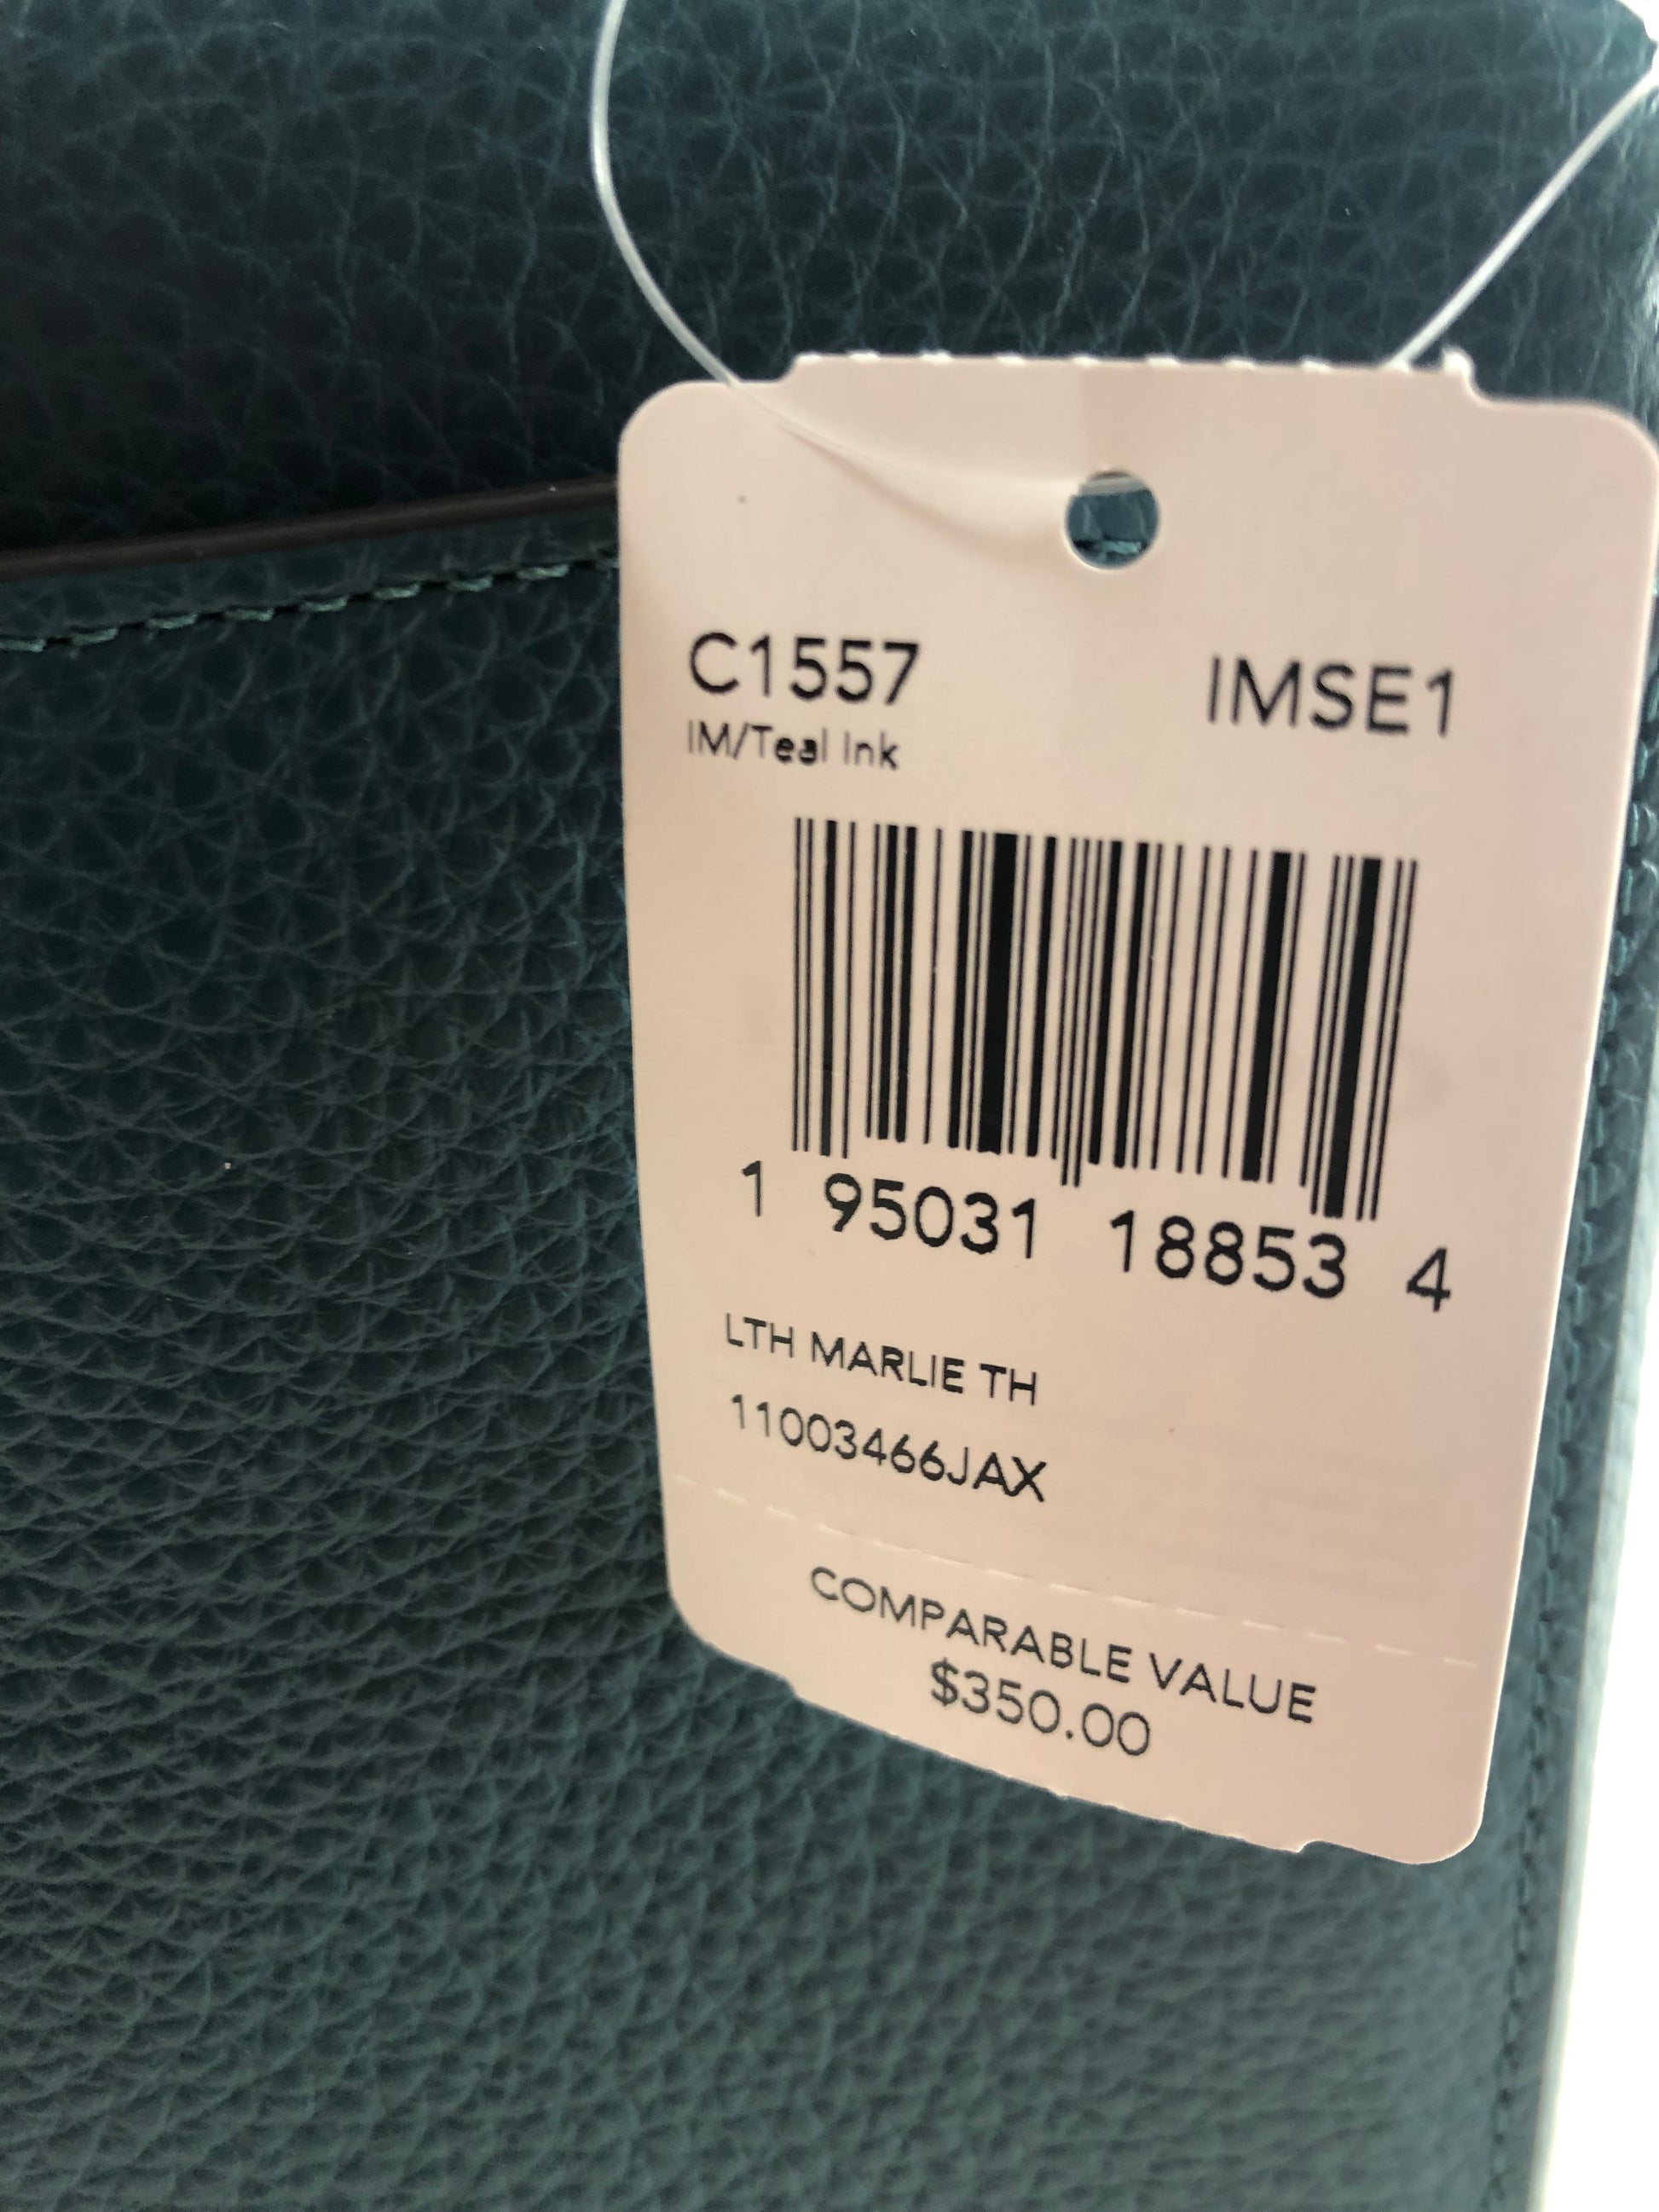 C1557 IMSE1
IM/Teal Ink
1 95031 18853 4
LTH MARLIE TH
11003466JAX
COMPARABLE VALUE
$350.00